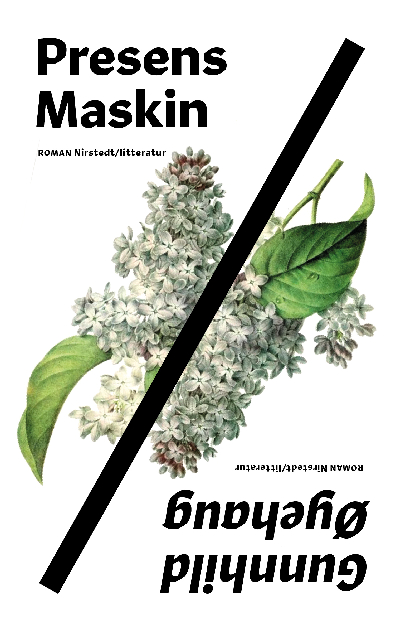 Presens
Maskin
ROMAN Nirstedt/litteratur
Gunnhild
Øyehaug
ROMAN Nirstedt/litteratur